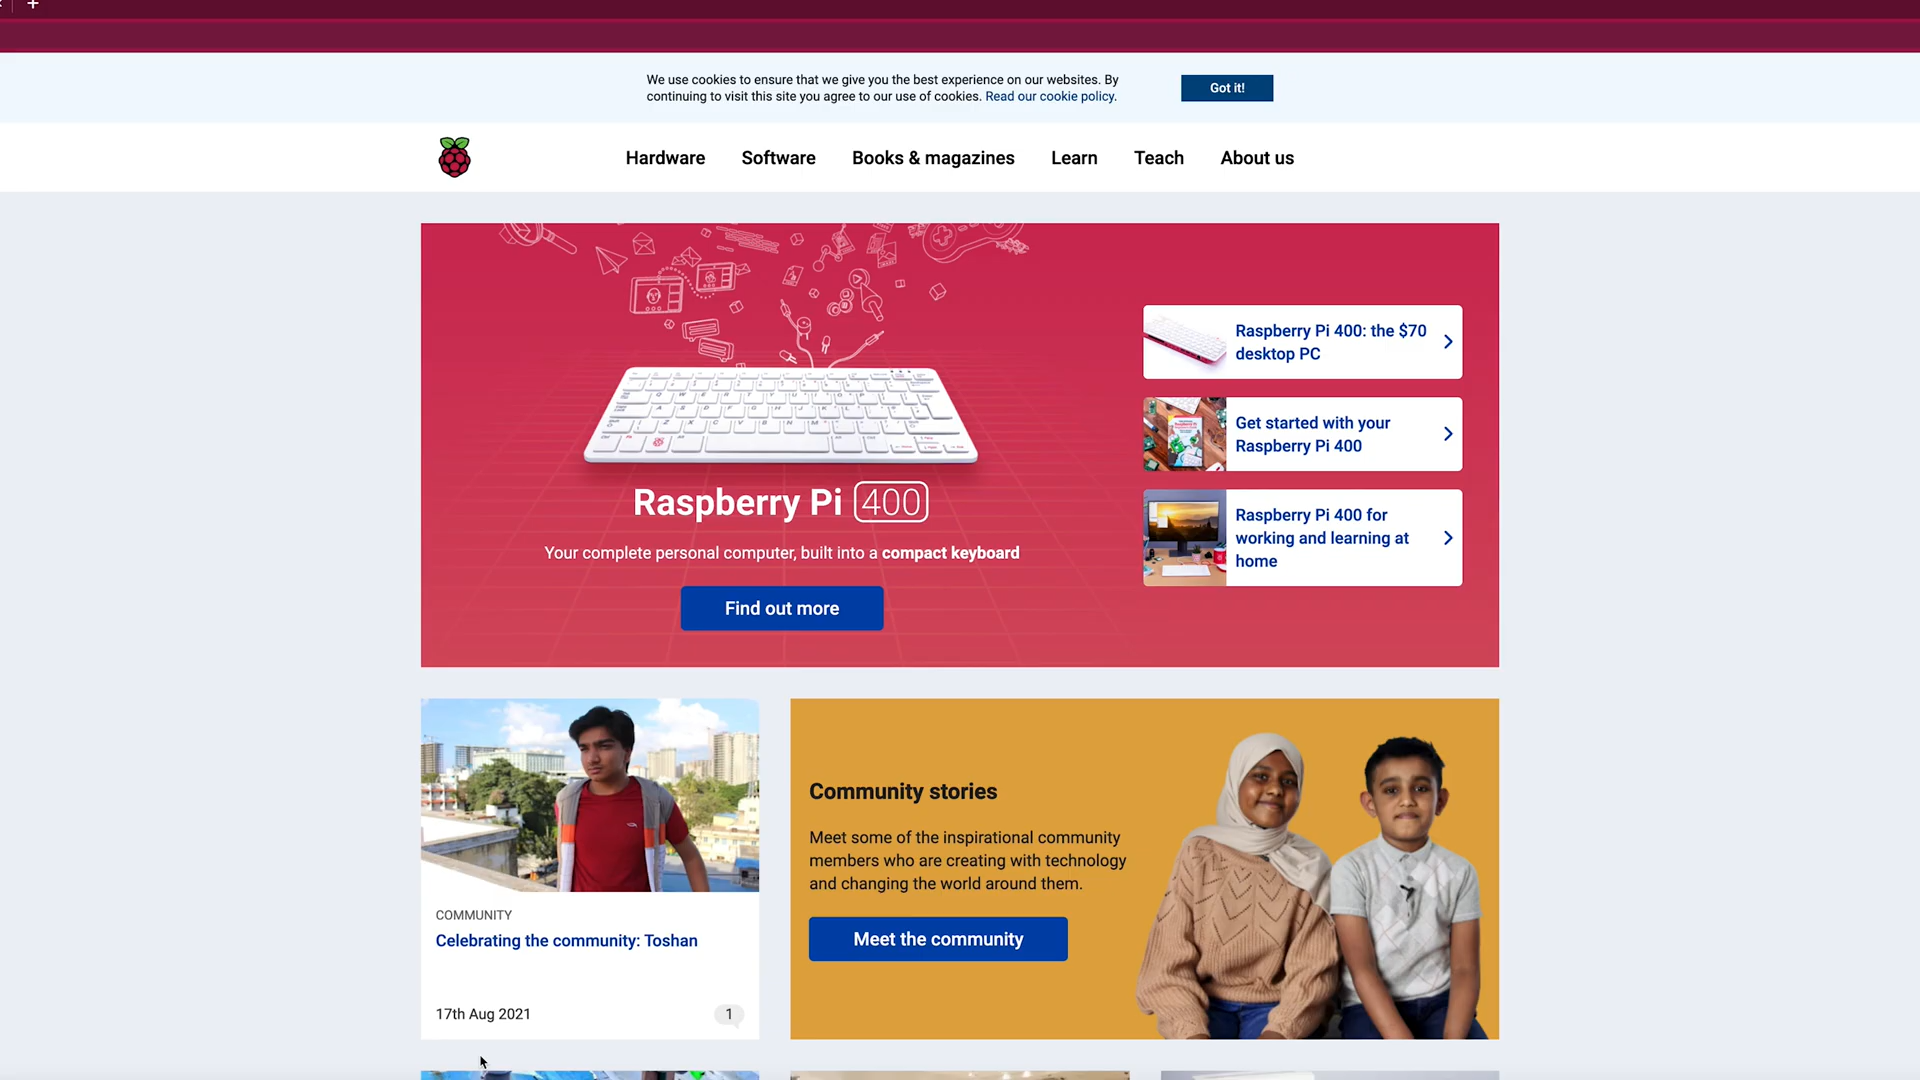 We use cookies to ensure that we give you the best experience on our websites. By
continuing to visit this site you agree to our use of cookies. Read our cookie policy.
Got it!
Hardware
Software
Books & magazines
Learn
Teach
About us
Raspberry Pi 400
Your complete personal computer, built into a compact keyboard
Find out more
Raspberry Pi 400: the $70
desktop PC
Get started with your
Raspberry Pi 400
Raspberry Pi 400 for
working and learning at
home
COMMUNITY
Celebrating the community: Toshan
17th Aug 2021
1
Community stories
Meet some of the inspirational community
members who are creating with technology
and changing the world around them.
Meet the community